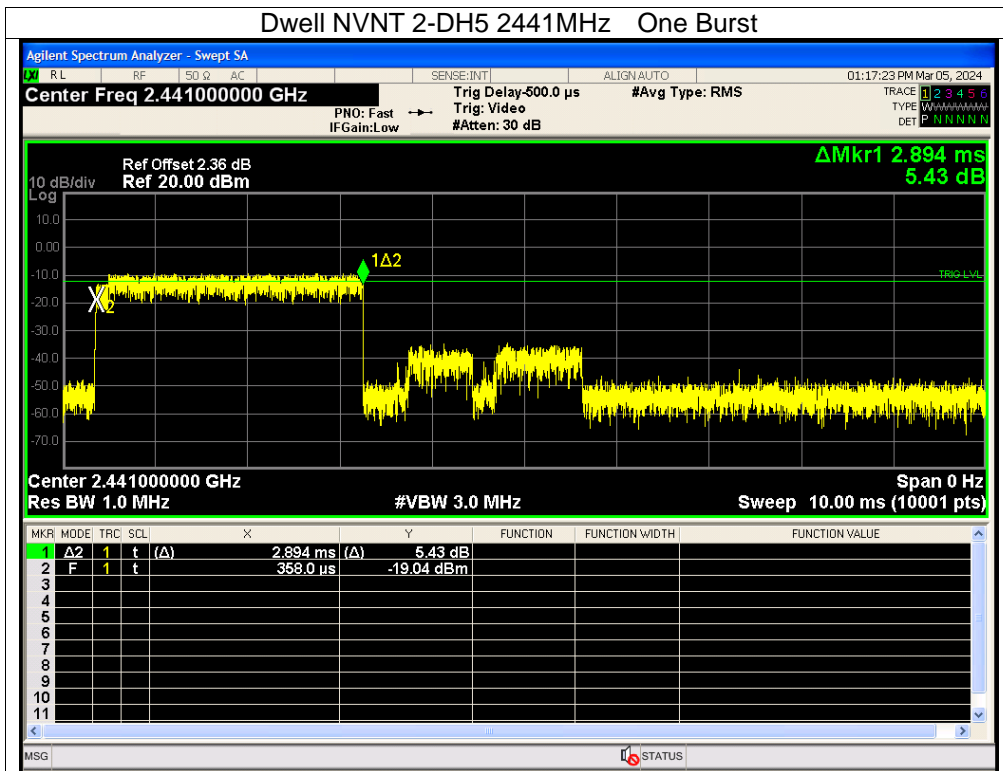 Dwell NVNT 2-DH5 2441MHz One Burst
Agilent Spectrum Analyzer - Swept SA
LXI RL RF 50 Ω AC SENSE:INT ALIGN AUTO 01:17:23 PM Mar 05, 2024
Center Freq 2.441000000 GHz
PNO: Fast
IFGain:Low
Trig Delay-500.0 µs
Trig: Video
#Atten: 30 dB
#Avg Type: RMS
TRACE 1 2 3 4 5 6
TYPE W
DET P N N N N N
ΔMkr1 2.894 ms
5.43 dB
Ref Offset 2.36 dB
10 dB/div Ref 20.00 dBm
Log
10.0
0.00
-10.0
-20.0
-30.0
-40.0
-50.0
-60.0
-70.0
1Δ2
TRIG LVL
X2
Center 2.441000000 GHz Span 0 Hz
Res BW 1.0 MHz #VBW 3.0 MHz Sweep 10.00 ms (10001 pts)
MKR MODE TRC SCL X Y FUNCTION FUNCTION WIDTH FUNCTION VALUE
1 Δ2 1 t (Δ) 2.894 ms (Δ) 5.43 dB
2 F 1 t 358.0 µs -19.04 dBm
3
4
5
6
7
8
9
10
11
MSG STATUS